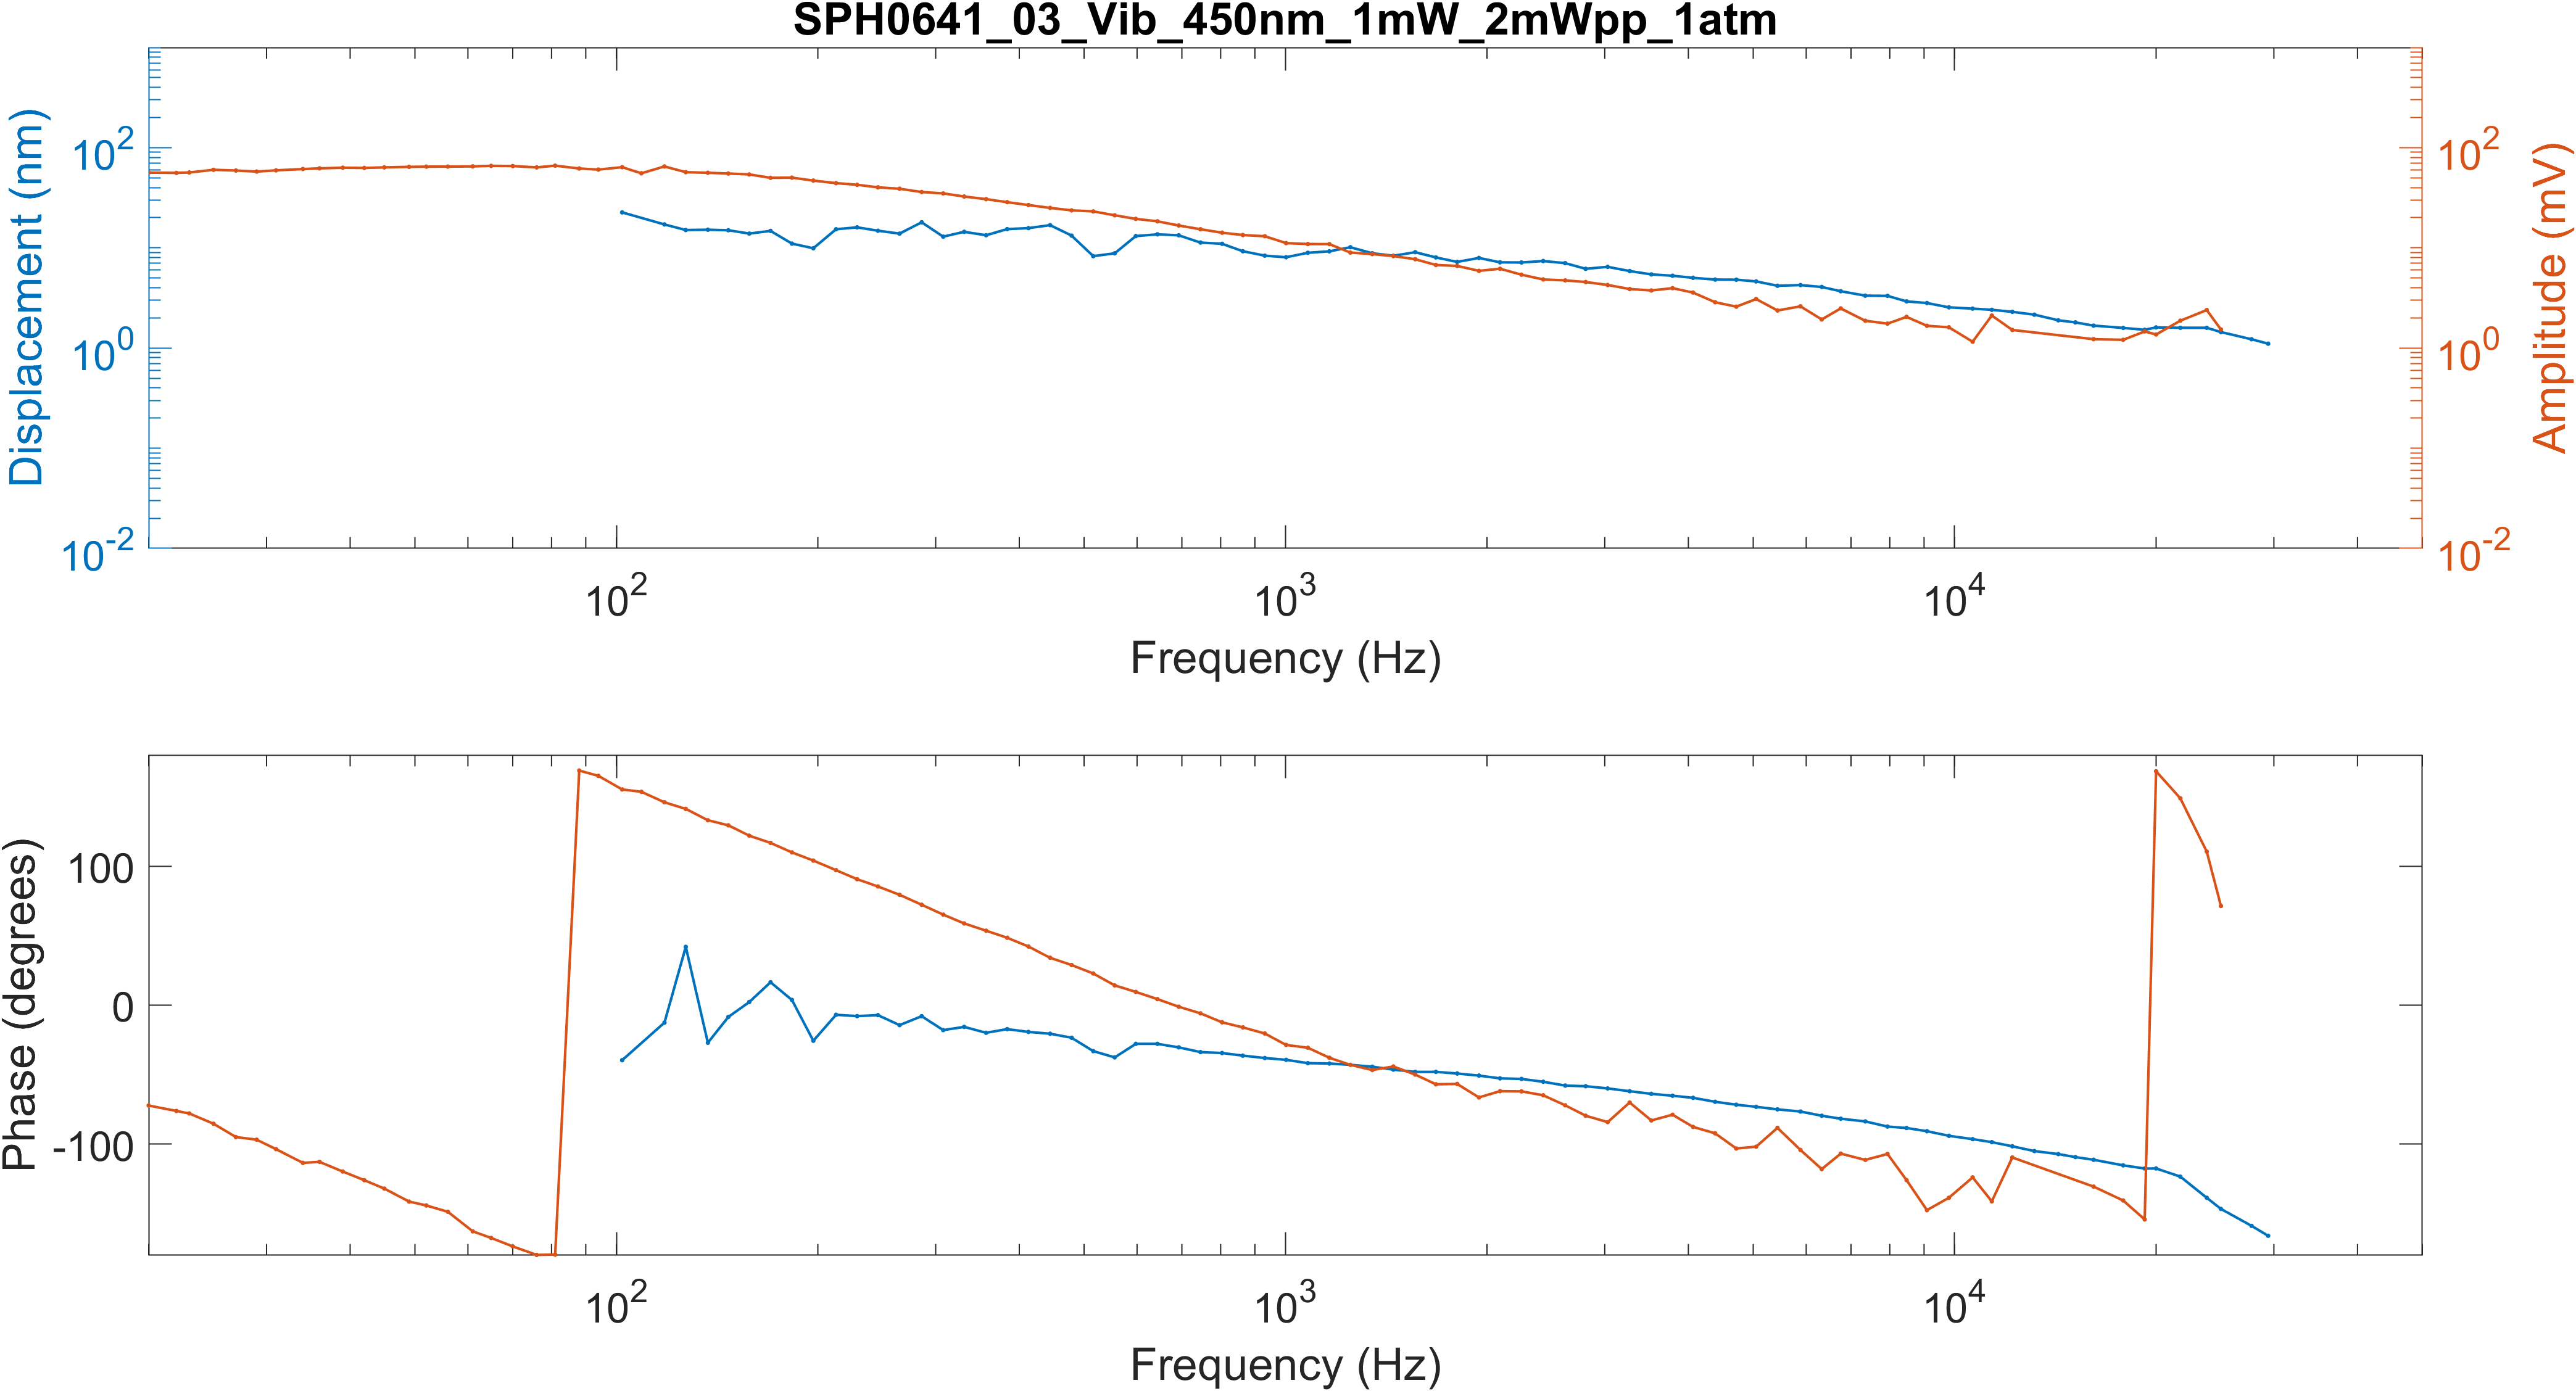 SPH0641_03_Vib_450nm_1mW_2mWpp_1atm
Displacement (nm)
10^2
10^0
10^-2
Amplitude (mV)
10^2
10^0
10^-2
10^2 10^3 10^4
Frequency (Hz)
Phase (degrees)
100
0
-100
10^2 10^3 10^4
Frequency (Hz)